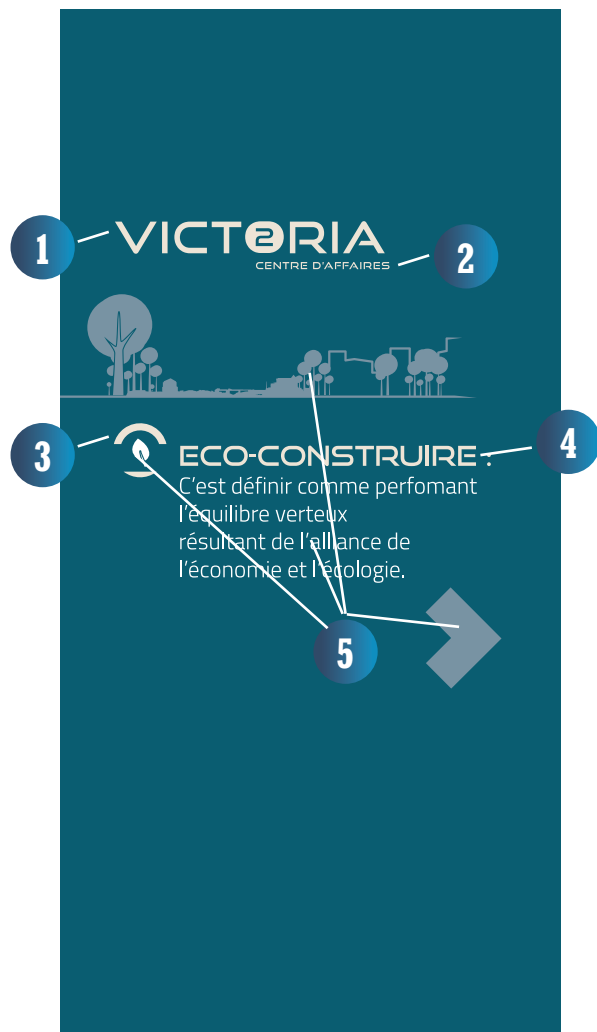 1
VICT2RIA
CENTRE D'AFFAIRES
2
3
ECO-CONSTRUIRE :
4
C'est définir comme perfomant
l'équilibre verteux
résultant de l'alliance de
l'économie et l'écologie.
5